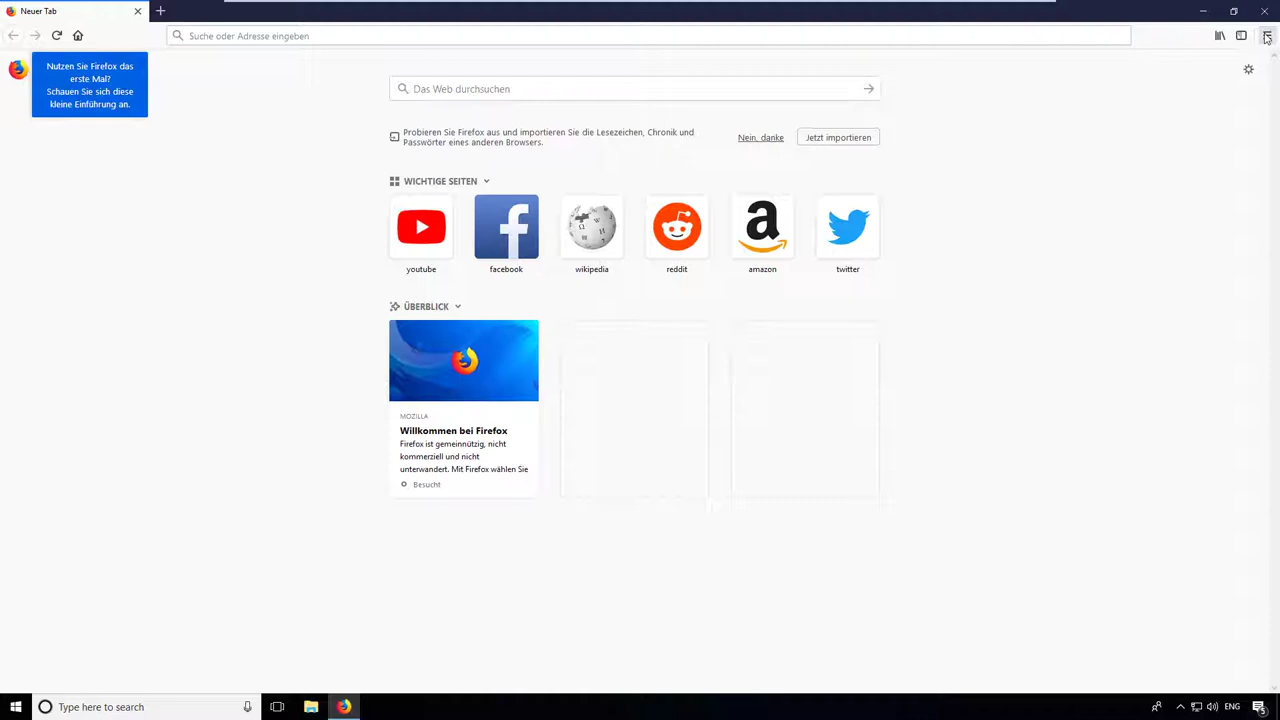 Neuer Tab
Suche oder Adresse eingeben
Nutzen Sie Firefox das
erste Mal?
Schauen Sie sich diese
kleine Einführung an.
Das Web durchsuchen
Probieren Sie Firefox aus und importieren Sie die Lesezeichen, Chronik und
Passwörter eines anderen Browsers.
Nein, danke
Jetzt importieren
WICHTIGE SEITEN
youtube
facebook
wikipedia
reddit
amazon
twitter
ÜBERBLICK
MOZILLA
Willkommen bei Firefox
Firefox ist gemeinnützig, nicht
kommerziell und nicht
unterwandert. Mit Firefox wählen Sie
Besucht
Type here to search
ENG